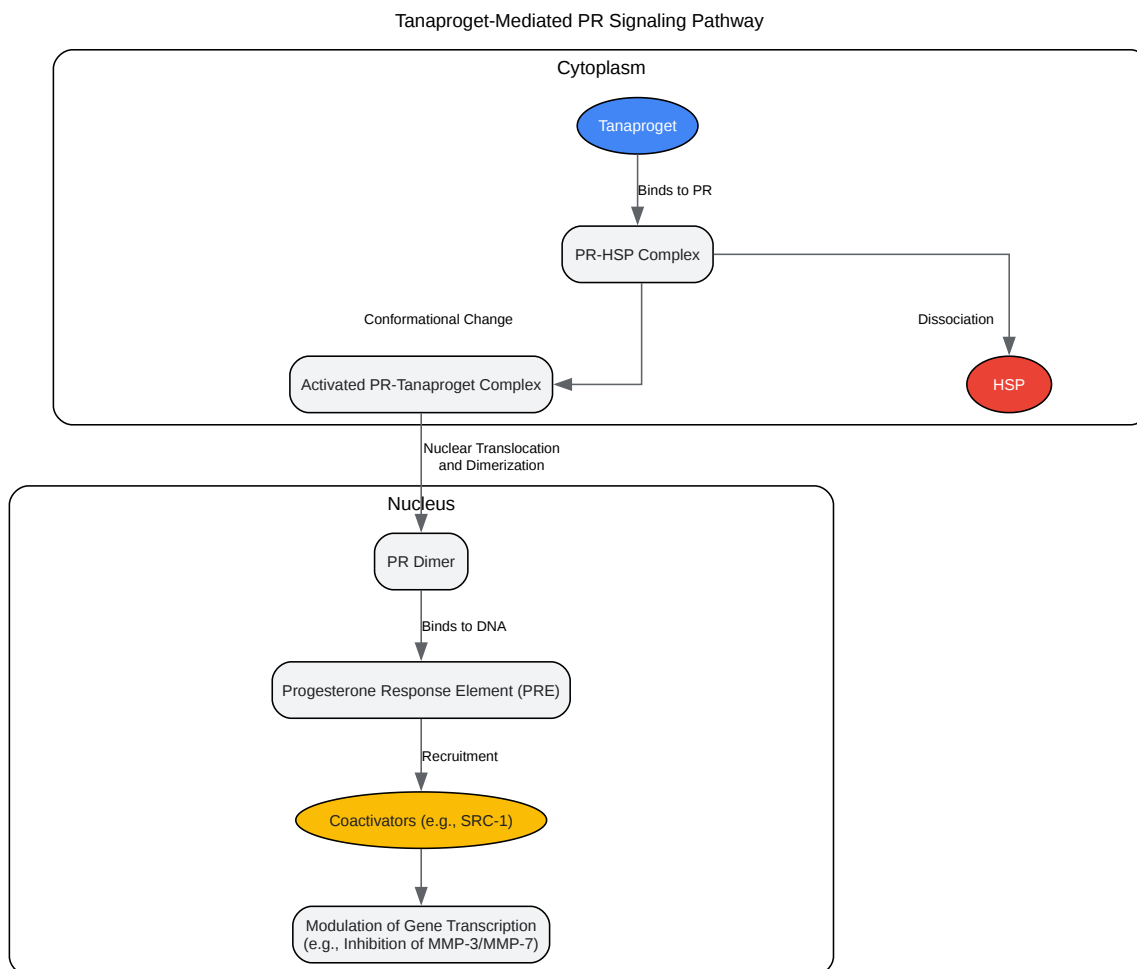 Tanaproget-Mediated PR Signaling Pathway
Cytoplasm
Tanaproget
Binds to PR
PR-HSP Complex
Conformational Change
Dissociation
Activated PR-Tanaproget Complex
HSP
Nuclear Translocation
and Dimerization
Nucleus
PR Dimer
Binds to DNA
Progesterone Response Element (PRE)
Recruitment
Coactivators (e.g., SRC-1)
Modulation of Gene Transcription
(e.g., Inhibition of MMP-3/MMP-7)